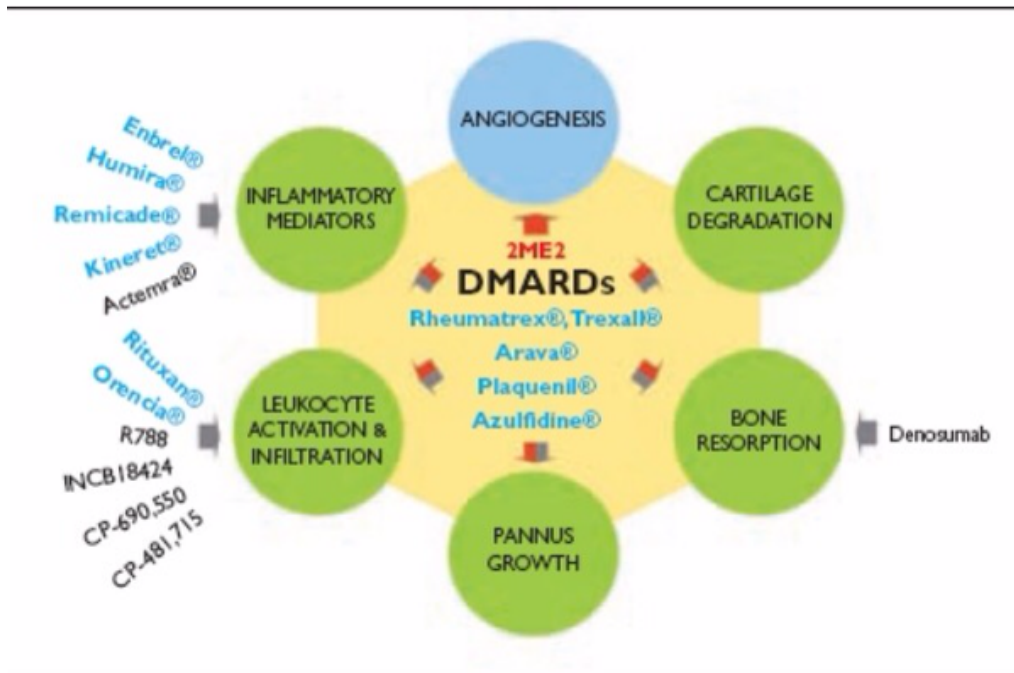 ANGIOGENESIS
Enbrel®
Humira®
Remicade®
Kineret®
Actemra®
INFLAMMATORY
MEDIATORS
CARTILAGE
DEGRADATION
2ME2
DMARDs
Rheumatrex®, Trexall®
Arava®
Plaquenil®
Azulfidine®
Rituxan®
Orencia®
R788
INCB18424
CP-690,550
CP-481,715
LEUKOCYTE
ACTIVATION &
INFILTRATION
BONE
RESORPTION
Denosumab
PANNUS
GROWTH